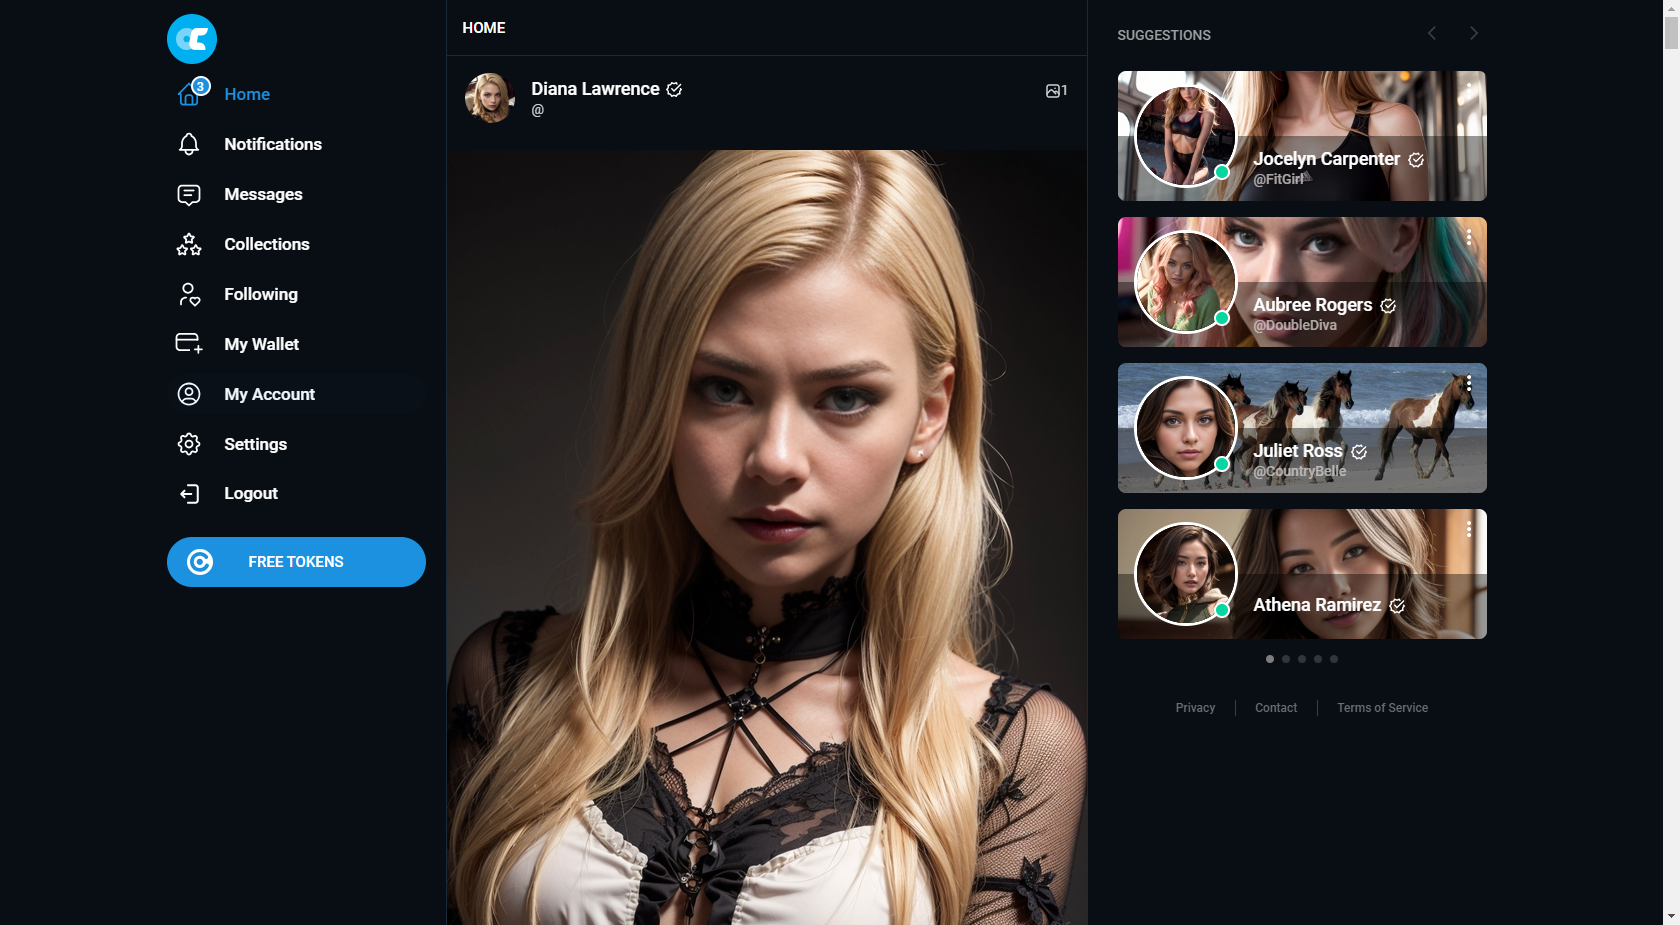 3
Home
Notifications
Messages
Collections
Following
My Wallet
My Account
Settings
Logout
FREE TOKENS
HOME
Diana Lawrence
@
1
SUGGESTIONS
Jocelyn Carpenter
@FitGirl
Aubree Rogers
@DoubleDiva
Juliet Ross
@CountryBelle
Athena Ramirez
Privacy
Contact
Terms of Service